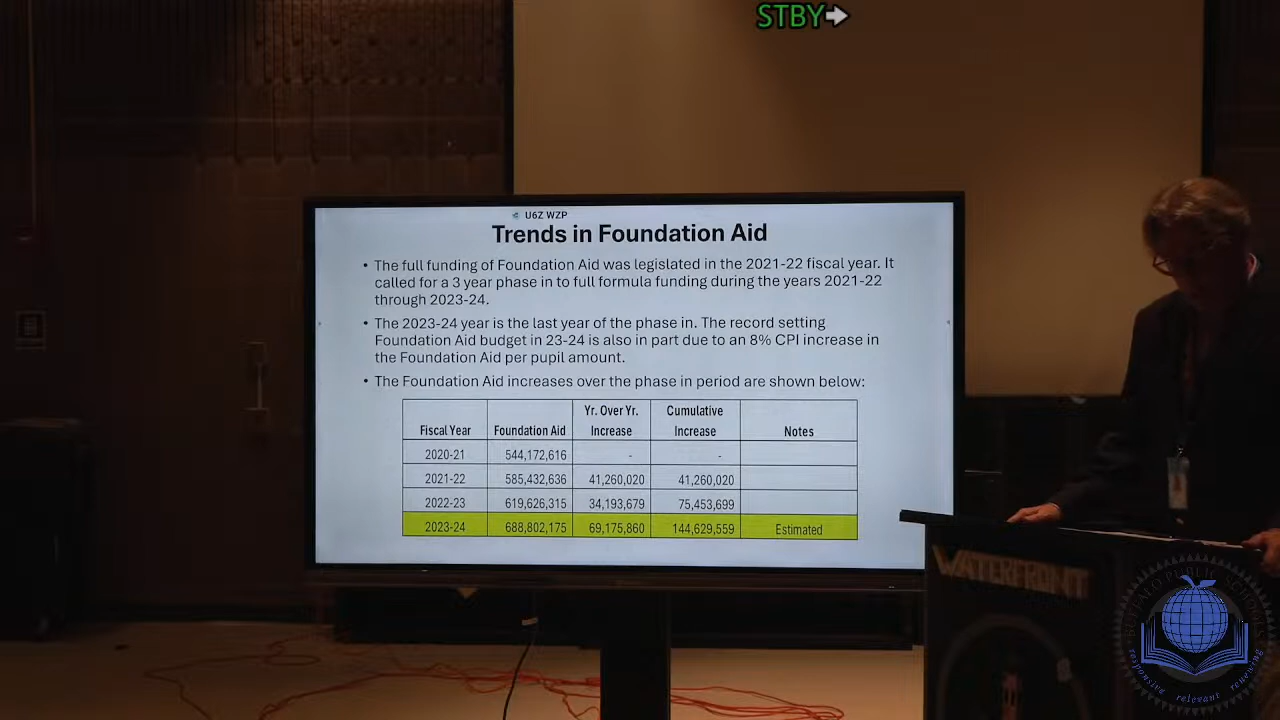 STBY
U6Z WZP
Trends in Foundation Aid
• The full funding of Foundation Aid was legislated in the 2021-22 fiscal year. It
called for a 3 year phase in to full formula funding during the years 2021-22
through 2023-24.
• The 2023-24 year is the last year of the phase in. The record setting
Foundation Aid budget in 23-24 is also in part due to an 8% CPI increase in
the Foundation Aid per pupil amount.
• The Foundation Aid increases over the phase in period are shown below:
Fiscal Year Foundation Aid Yr. Over Yr. Increase Cumulative Increase Notes
2020-21 544,172,616 - -
2021-22 585,432,636 41,260,020 41,260,020
2022-23 619,626,315 34,193,679 75,453,699
2023-24 688,802,175 69,175,860 144,629,559 Estimated
WATERFRONT
BUFFALO PUBLIC SCHOOLS
responsive relevant renewing